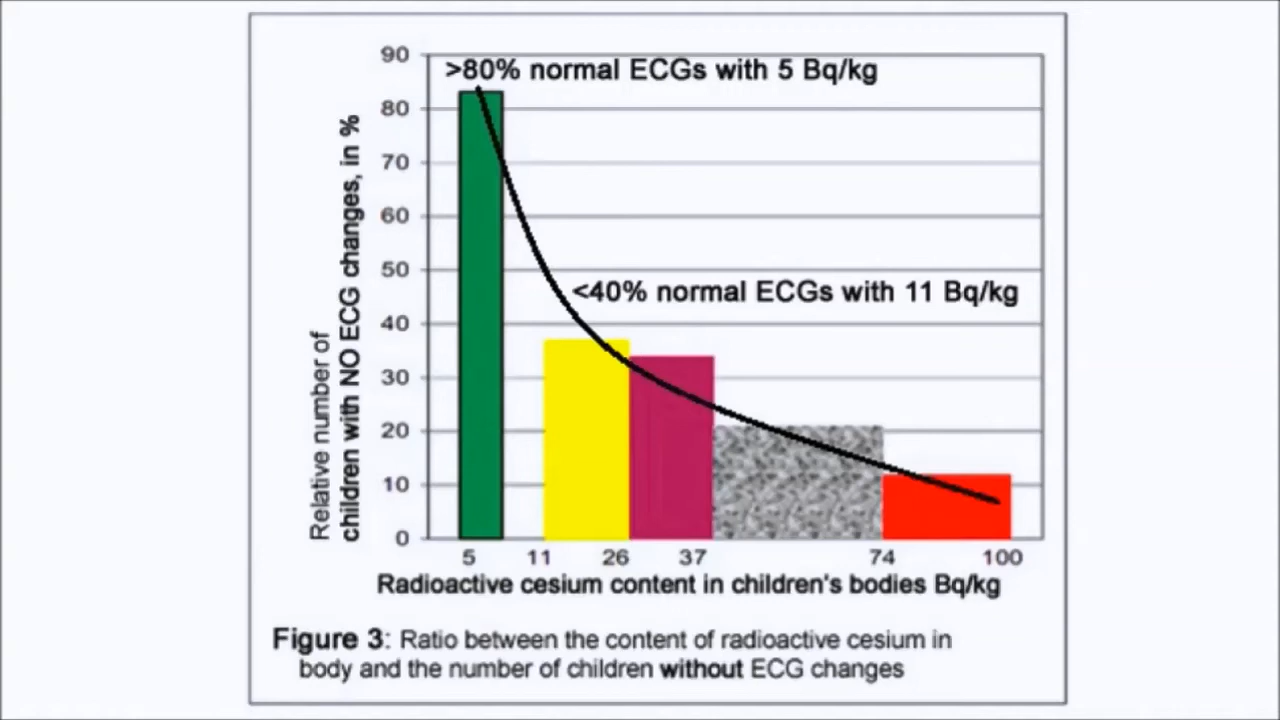 90
>80% normal ECGs with 5 Bq/kg
80
70
60
50
<40% normal ECGs with 11 Bq/kg
40
30
20
10
0
Relative number of
children with NO ECG changes, in %
5 11 26 37 74 100
Radioactive cesium content in children's bodies Bq/kg
Figure 3: Ratio between the content of radioactive cesium in
body and the number of children without ECG changes